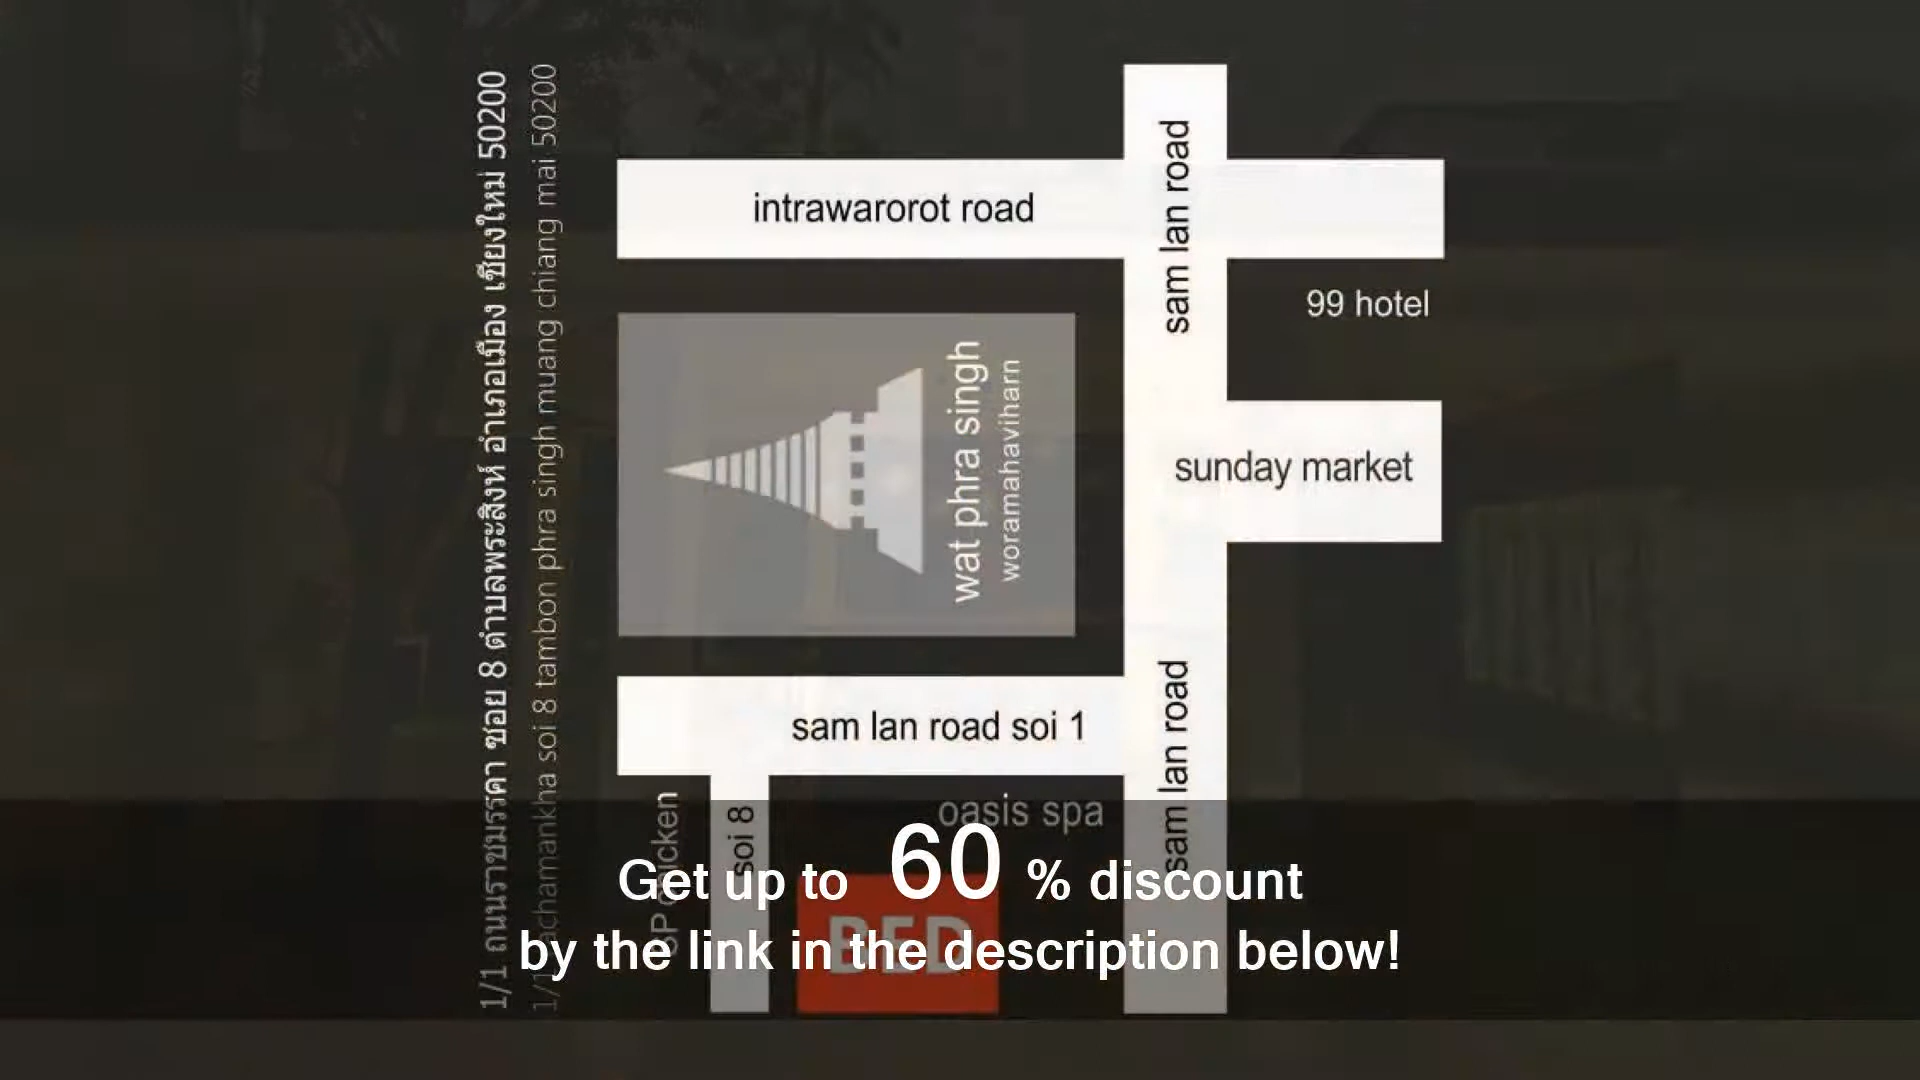 1/1 ถนนราชมรรคา ซอย 8 ตำบลพระสิงห์ อำเภอเมือง เชียงใหม่ 50200
soi 8 tambon phra singh muang chiang mai 50200
intrawarorot road
sam lan road
99 hotel
wat phra singh
woramahaviharn
sunday market
sam lan road soi 1
sam lan road
oasis spa
SP chicken
soi 8
BED
Get up to 60 % discount
by the link in the description below!